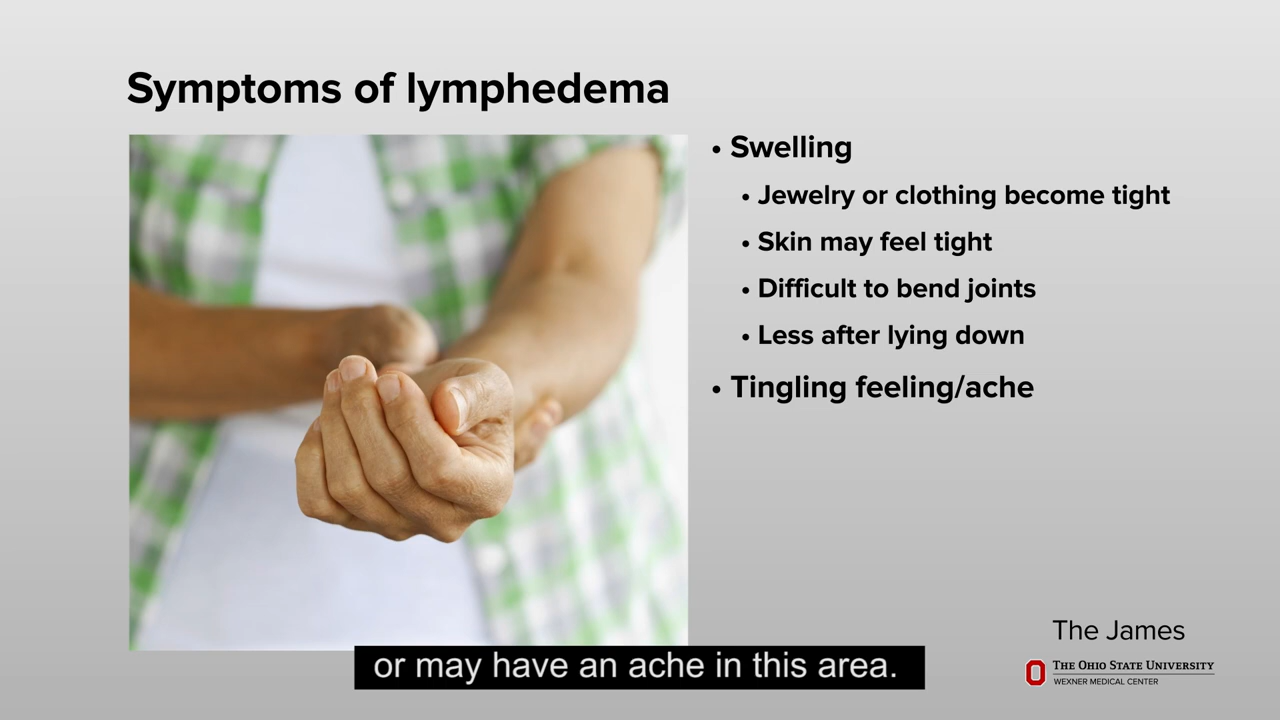 Symptoms of lymphedema
• Swelling
• Jewelry or clothing become tight
• Skin may feel tight
• Difficult to bend joints
• Less after lying down
• Tingling feeling/ache
or may have an ache in this area.
The James
THE OHIO STATE UNIVERSITY
WEXNER MEDICAL CENTER